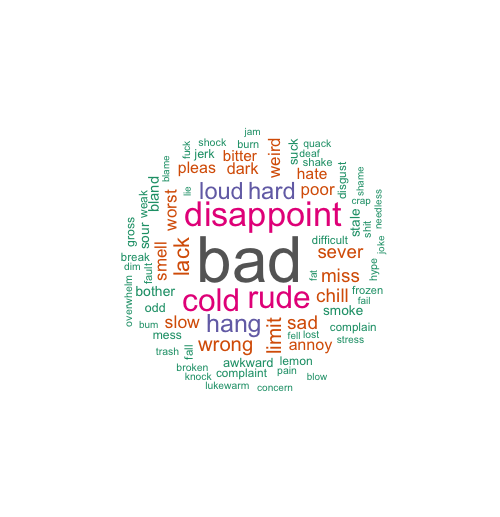 jam
fuck
shock
burn
suck
quack
jerk
bitter
weird
deaf
blame
pleas
dark
shake
hate
disgust
shame
bland
weak
worst
lie
loud
hard
poor
crap
needless
gross
sour
disappoint
stale
shit
lack
bad
difficult
joke
break
smell
sever
dim
fault
fat
miss
hype
overwhelm
bother
cold
rude
chill
frozen
fail
odd
smoke
bum
slow
hang
limit
sad
complain
mess
wrong
fell
lost
annoy
stress
trash
fall
broken
awkward
lemon
knock
complaint
pain
blow
lukewarm
concern